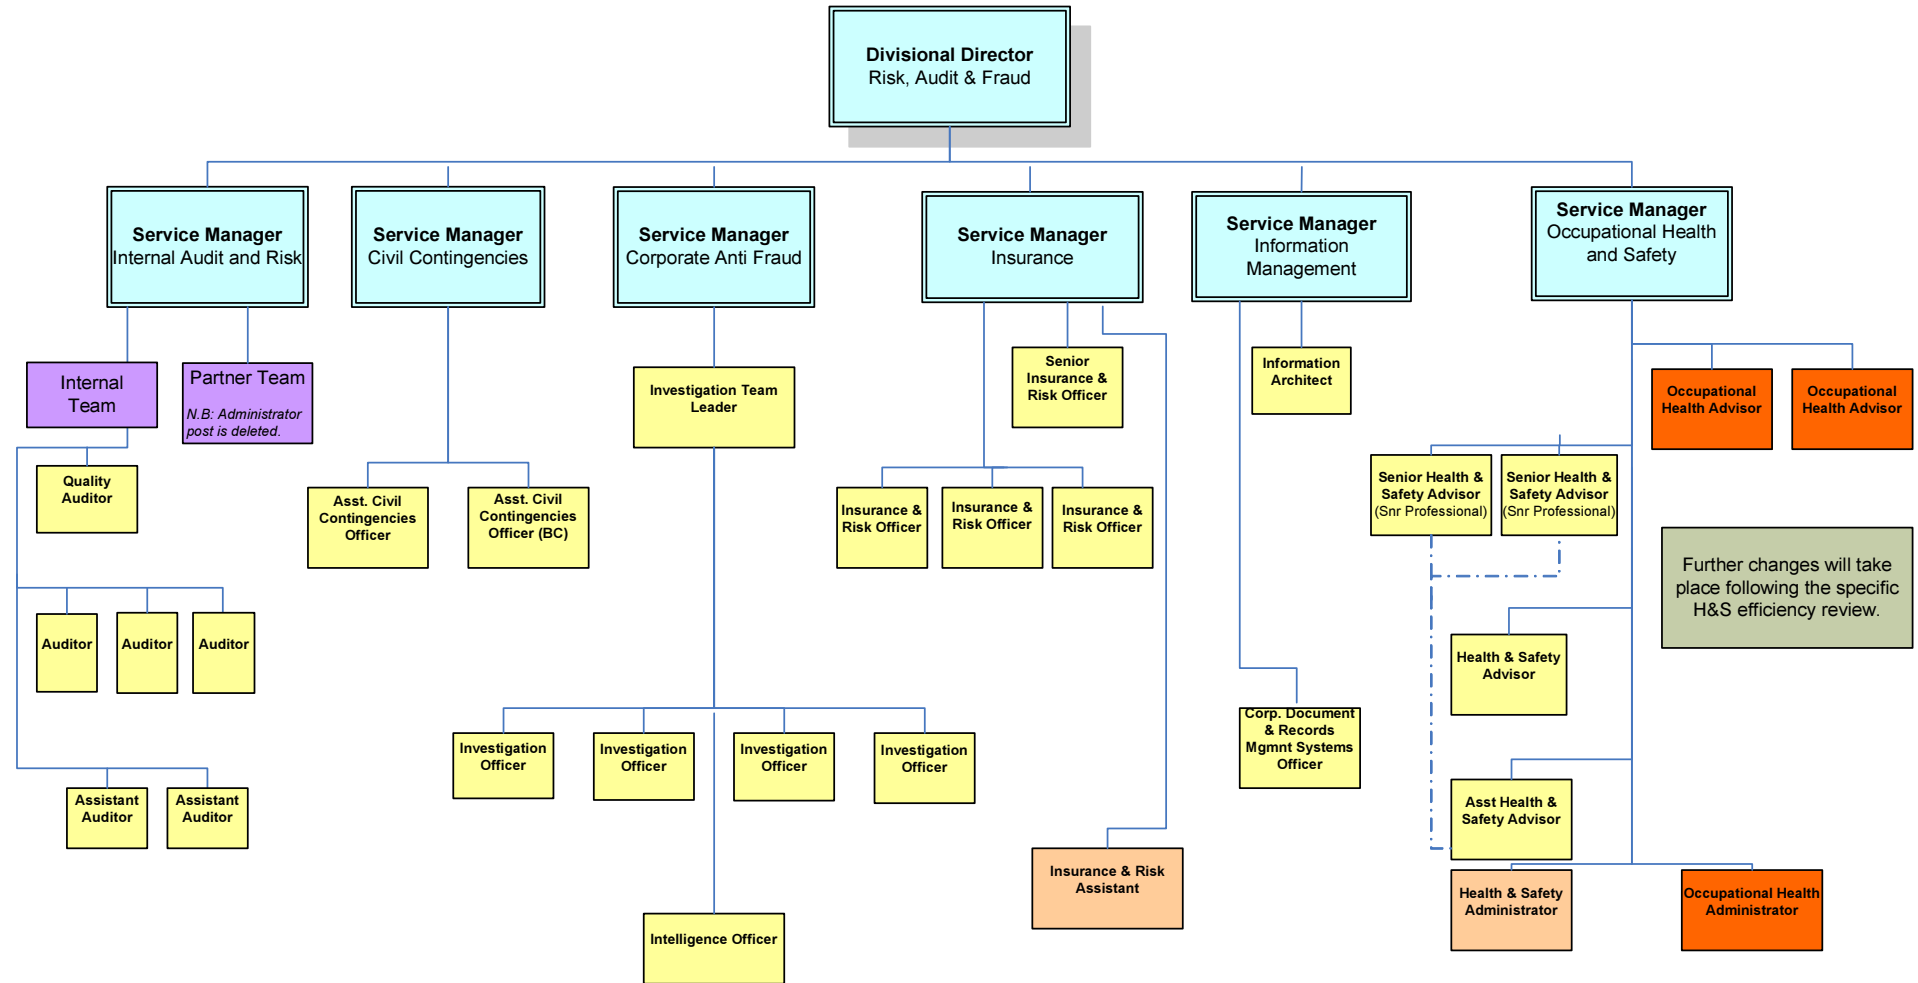 Divisional Director
Risk, Audit & Fraud
Service Manager
Internal Audit and Risk
Service Manager
Civil Contingencies
Service Manager
Corporate Anti Fraud
Service Manager
Insurance
Service Manager
Information
Management
Service Manager
Occupational Health
and Safety
Internal
Team
Partner Team
N.B: Administrator
post is deleted.
Investigation Team
Leader
Senior
Insurance &
Risk Officer
Information
Architect
Occupational
Health Advisor
Occupational
Health Advisor
Quality
Auditor
Asst. Civil
Contingencies
Officer
Asst. Civil
Contingencies
Officer (BC)
Insurance &
Risk Officer
Insurance &
Risk Officer
Insurance &
Risk Officer
Senior Health &
Safety Advisor
(Snr Professional)
Senior Health &
Safety Advisor
(Snr Professional)
Further changes will take
place following the specific
H&S efficiency review.
Auditor
Auditor
Auditor
Health & Safety
Advisor
Investigation
Officer
Investigation
Officer
Investigation
Officer
Investigation
Officer
Corp. Document
& Records
Mgmnt Systems
Officer
Assistant
Auditor
Assistant
Auditor
Asst Health &
Safety Advisor
Insurance & Risk
Assistant
Health & Safety
Administrator
Occupational Health
Administrator
Intelligence Officer